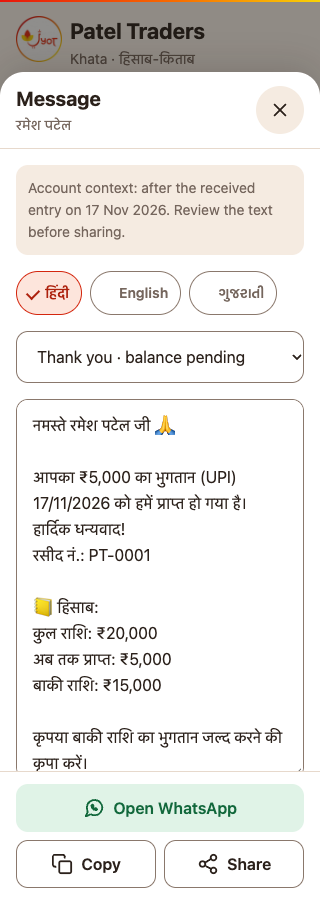 Jyot
Patel Traders
Khata · हिसाब-किताब
Message
रमेश पटेल
Account context: after the received
entry on 17 Nov 2026. Review the text
before sharing.
हिंदी English ગુજરાતી
Thank you · balance pending
नमस्ते रमेश पटेल जी 🙏
आपका ₹5,000 का भुगतान (UPI)
17/11/2026 को हमें प्राप्त हो गया है।
हार्दिक धन्यवाद!
रसीद नं.: PT-0001
📒 हिसाब:
कुल राशि: ₹20,000
अब तक प्राप्त: ₹5,000
बाकी राशि: ₹15,000
कृपया बाकी राशि का भुगतान जल्द करने की
कृपा करें।
Open WhatsApp
Copy Share